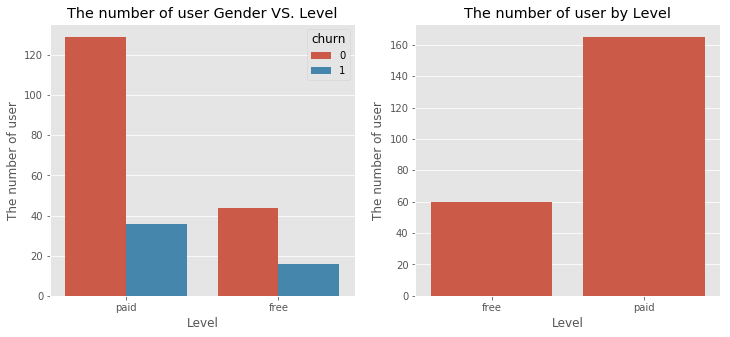 The number of user Gender VS. Level
The number of user
120
100
80
60
40
20
0
churn
0
1
paid
free
Level
The number of user by Level
The number of user
160
140
120
100
80
60
40
20
0
free
paid
Level